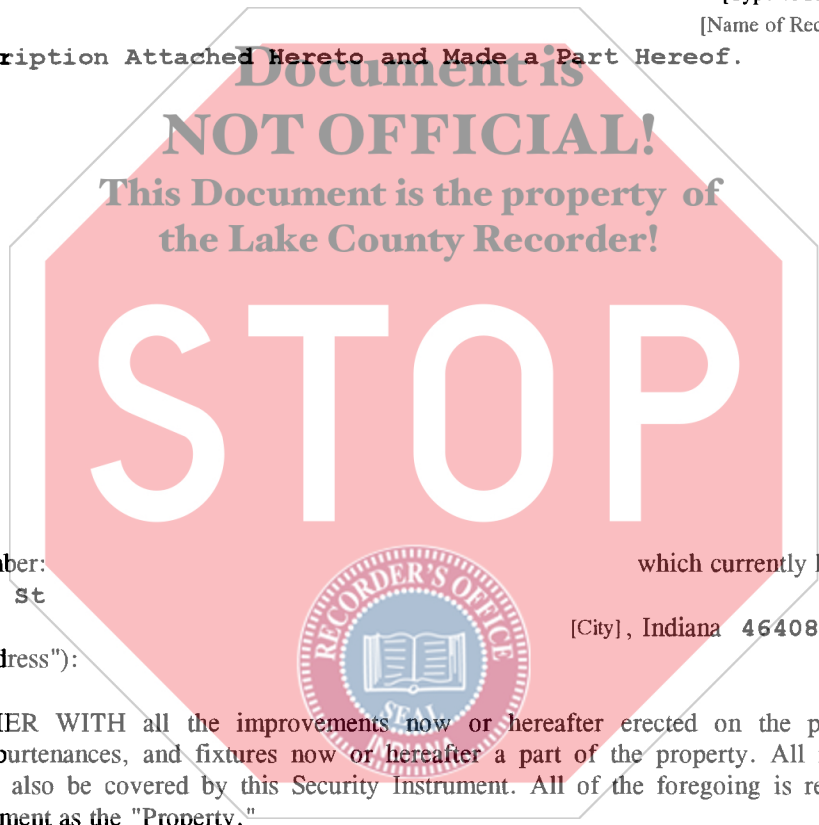 [Name of Rec
ription Attached Hereto and Made a Part Hereof.
Document is
NOT OFFICIAL!
This Document is the property of
the Lake County Recorder!
STOP
ber: which currently
St
[City], Indiana 46408
dress"):
RECORDER'S OFFICE
SEAL
ER WITH all the improvements now or hereafter erected on the p
urtenances, and fixtures now or hereafter a part of the property. All
also be covered by this Security Instrument. All of the foregoing is re
ment as the "Property."